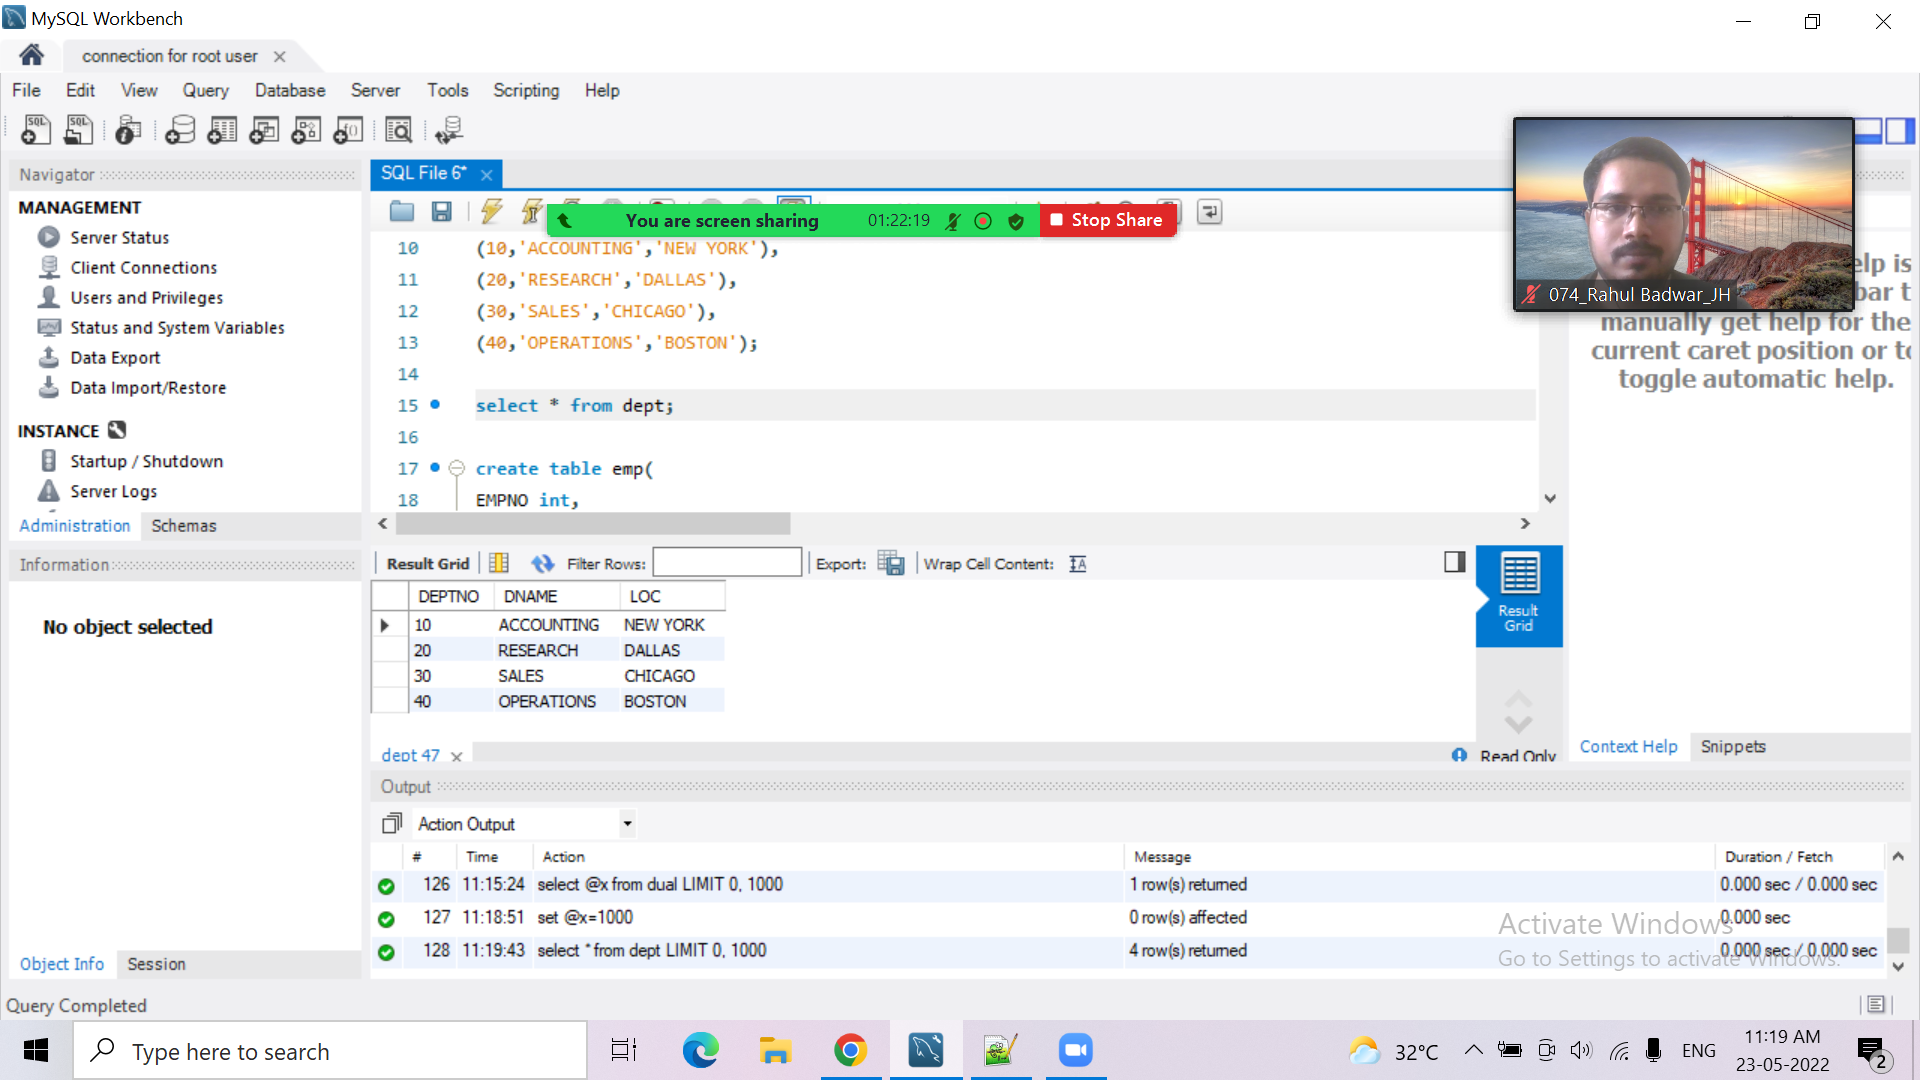 MySQL Workbench
connection for root user
File Edit View Query Database Server Tools Scripting Help
Navigator
MANAGEMENT
Server Status
Client Connections
Users and Privileges
Status and System Variables
Data Export
Data Import/Restore
INSTANCE
Startup / Shutdown
Server Logs
Administration Schemas
Information
No object selected
Object Info Session
Query Completed
SQL File 6*
You are screen sharing 01:22:19 Stop Share
10 (10,'ACCOUNTING','NEW YORK'),
11 (20,'RESEARCH','DALLAS'),
12 (30,'SALES','CHICAGO'),
13 (40,'OPERATIONS','BOSTON');
14
15 select * from dept;
16
17 create table emp(
18 EMPNO int,
074_Rahul Badwar_JH
elp is
bar t
manually get help for the
current caret position or to
toggle automatic help.
Result Grid Filter Rows: Export: Wrap Cell Content:
DEPTNO DNAME LOC
10 ACCOUNTING NEW YORK
20 RESEARCH DALLAS
30 SALES CHICAGO
40 OPERATIONS BOSTON
Result
Grid
dept 47
Read Only
Context Help Snippets
Output
Action Output
# Time Action Message Duration / Fetch
126 11:15:24 select @x from dual LIMIT 0, 1000 1 row(s) returned 0.000 sec / 0.000 sec
127 11:18:51 set @x=1000 0 row(s) affected 0.000 sec
128 11:19:43 select * from dept LIMIT 0, 1000 4 row(s) returned 0.000 sec / 0.000 sec
Activate Windows
Go to Settings to activate Windows.
Type here to search
32°C
ENG
11:19 AM
23-05-2022
2